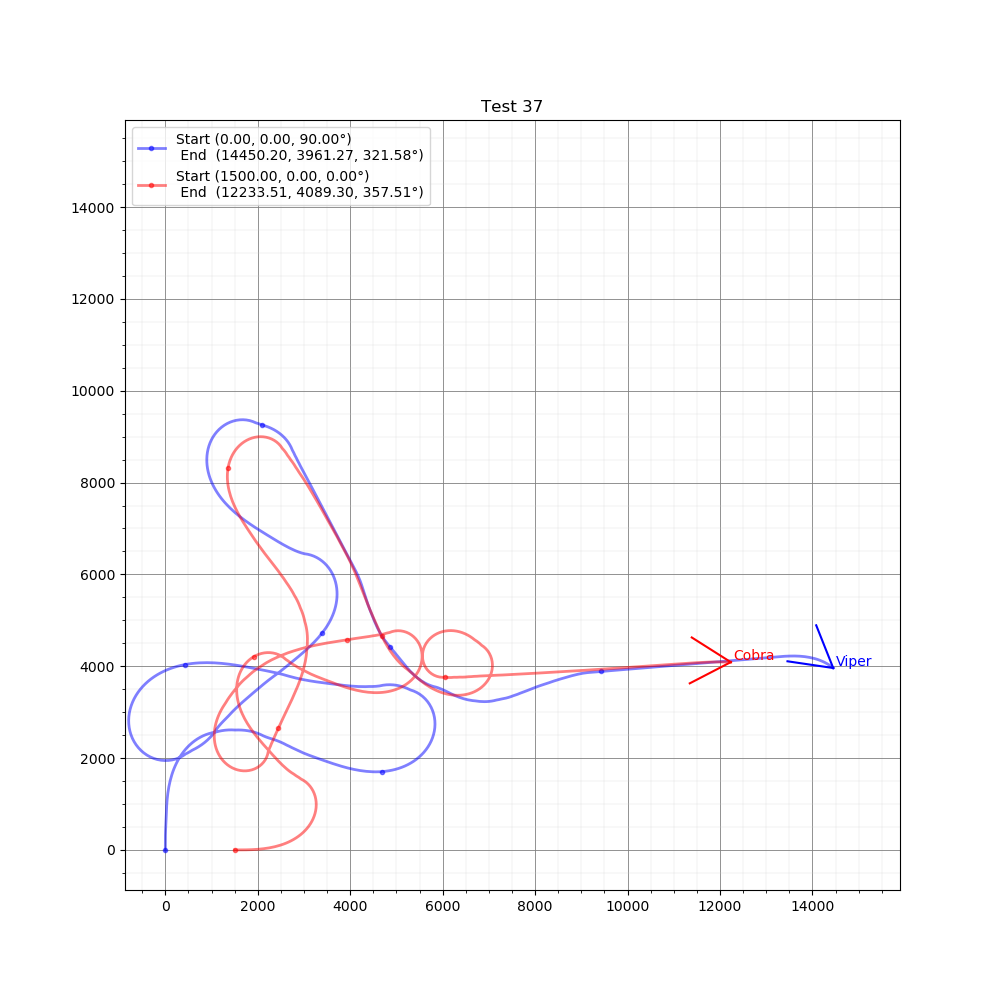 Test 37
Start (0.00, 0.00, 90.00°)
End (14450.20, 3961.27, 321.58°)
Start (1500.00, 0.00, 0.00°)
End (12233.51, 4089.30, 357.51°)
14000
12000
10000
8000
6000
4000
2000
0
Cobra
Viper
0 2000 4000 6000 8000 10000 12000 14000